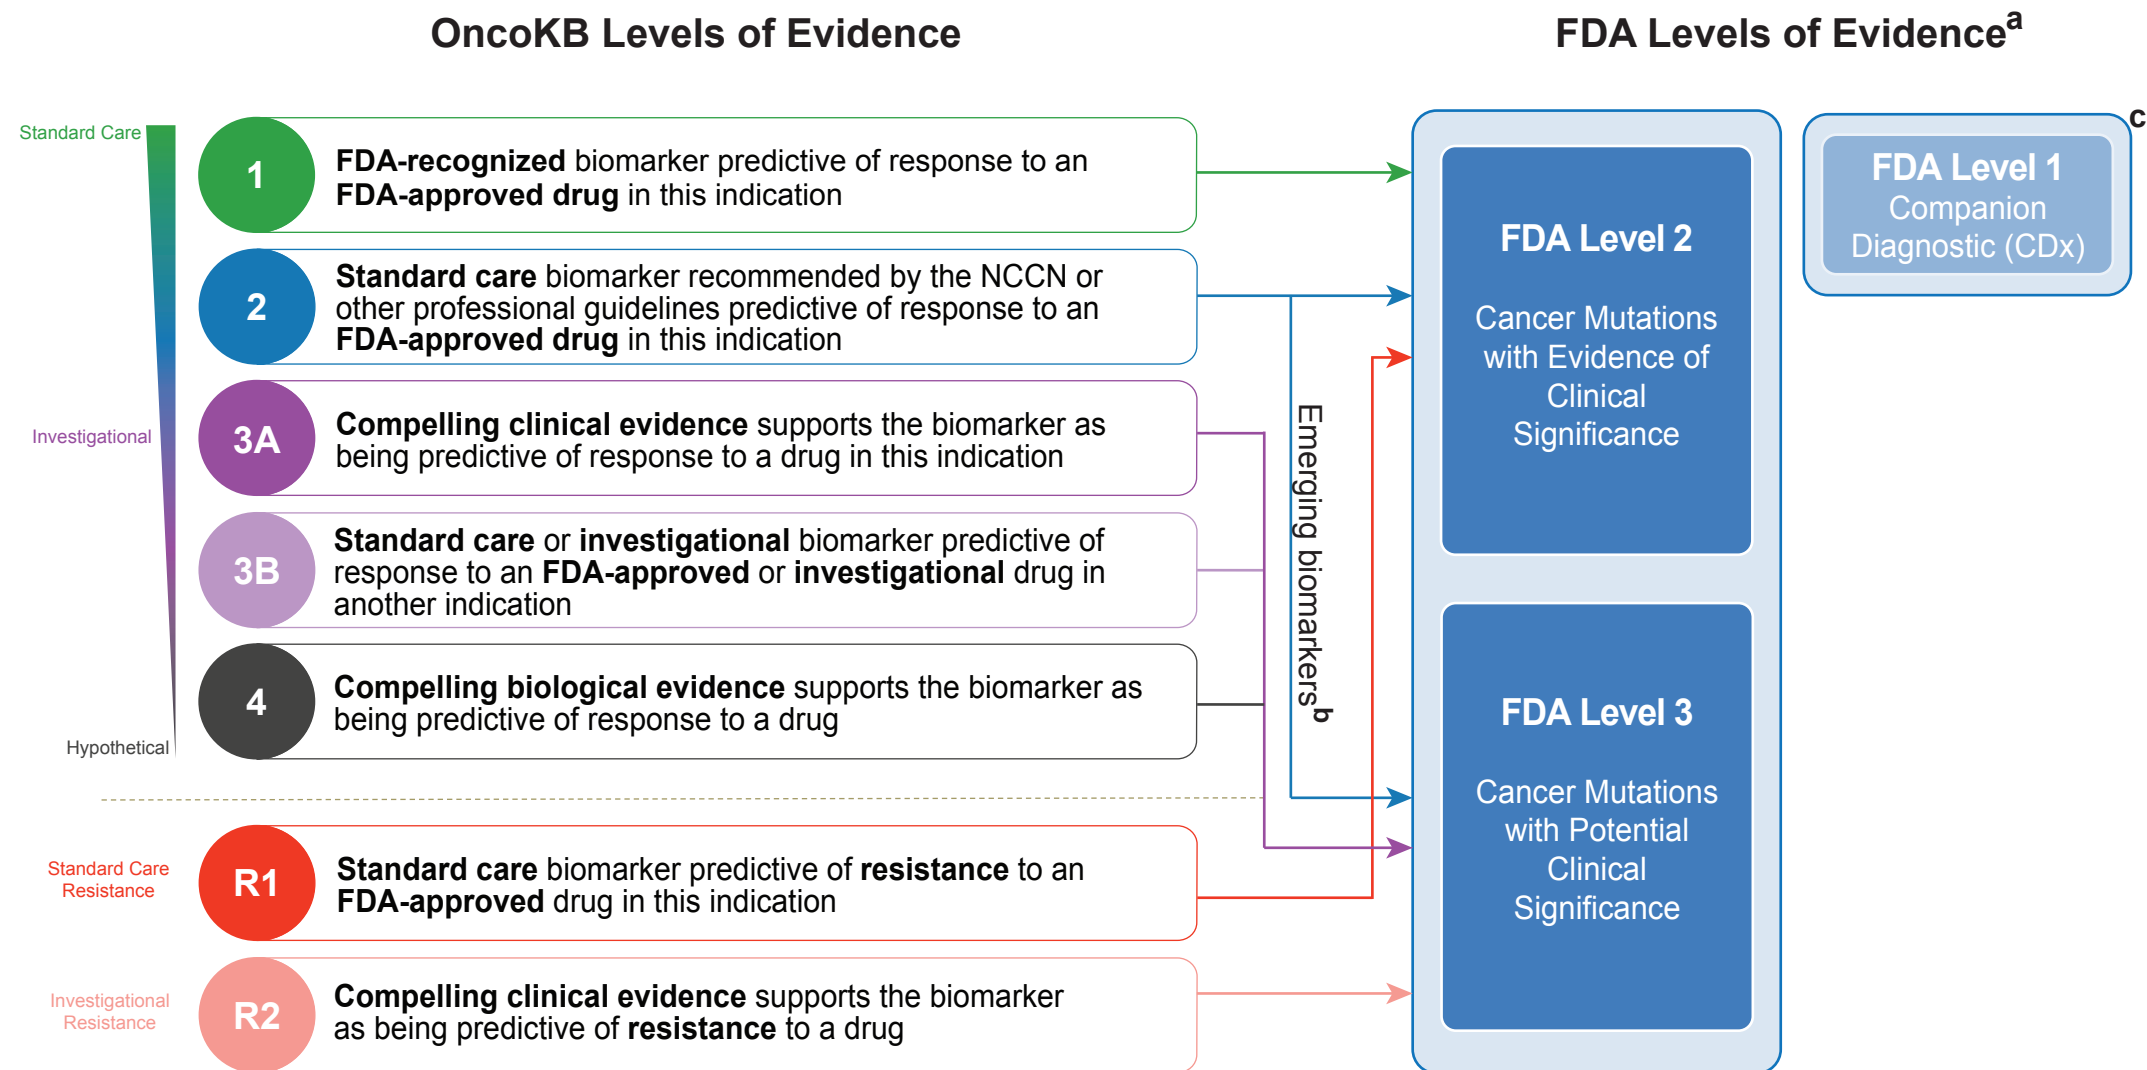 OncoKB Levels of Evidence
FDA Levels of Evidencea
Standard Care
Investigational
Hypothetical
1
FDA-recognized biomarker predictive of response to an
FDA-approved drug in this indication
2
Standard care biomarker recommended by the NCCN or
other professional guidelines predictive of response to an
FDA-approved drug in this indication
3A
Compelling clinical evidence supports the biomarker as
being predictive of response to a drug in this indication
3B
Standard care or investigational biomarker predictive of
response to an FDA-approved or investigational drug in
another indication
4
Compelling biological evidence supports the biomarker as
being predictive of response to a drug
Standard Care
Resistance
R1
Standard care biomarker predictive of resistance to an
FDA-approved drug in this indication
Investigational
Resistance
R2
Compelling clinical evidence supports the biomarker
as being predictive of resistance to a drug
Emerging biomarkersb
FDA Level 2
Cancer Mutations
with Evidence of
Clinical
Significance
FDA Level 3
Cancer Mutations
with Potential
Clinical
Significance
c
FDA Level 1
Companion
Diagnostic (CDx)